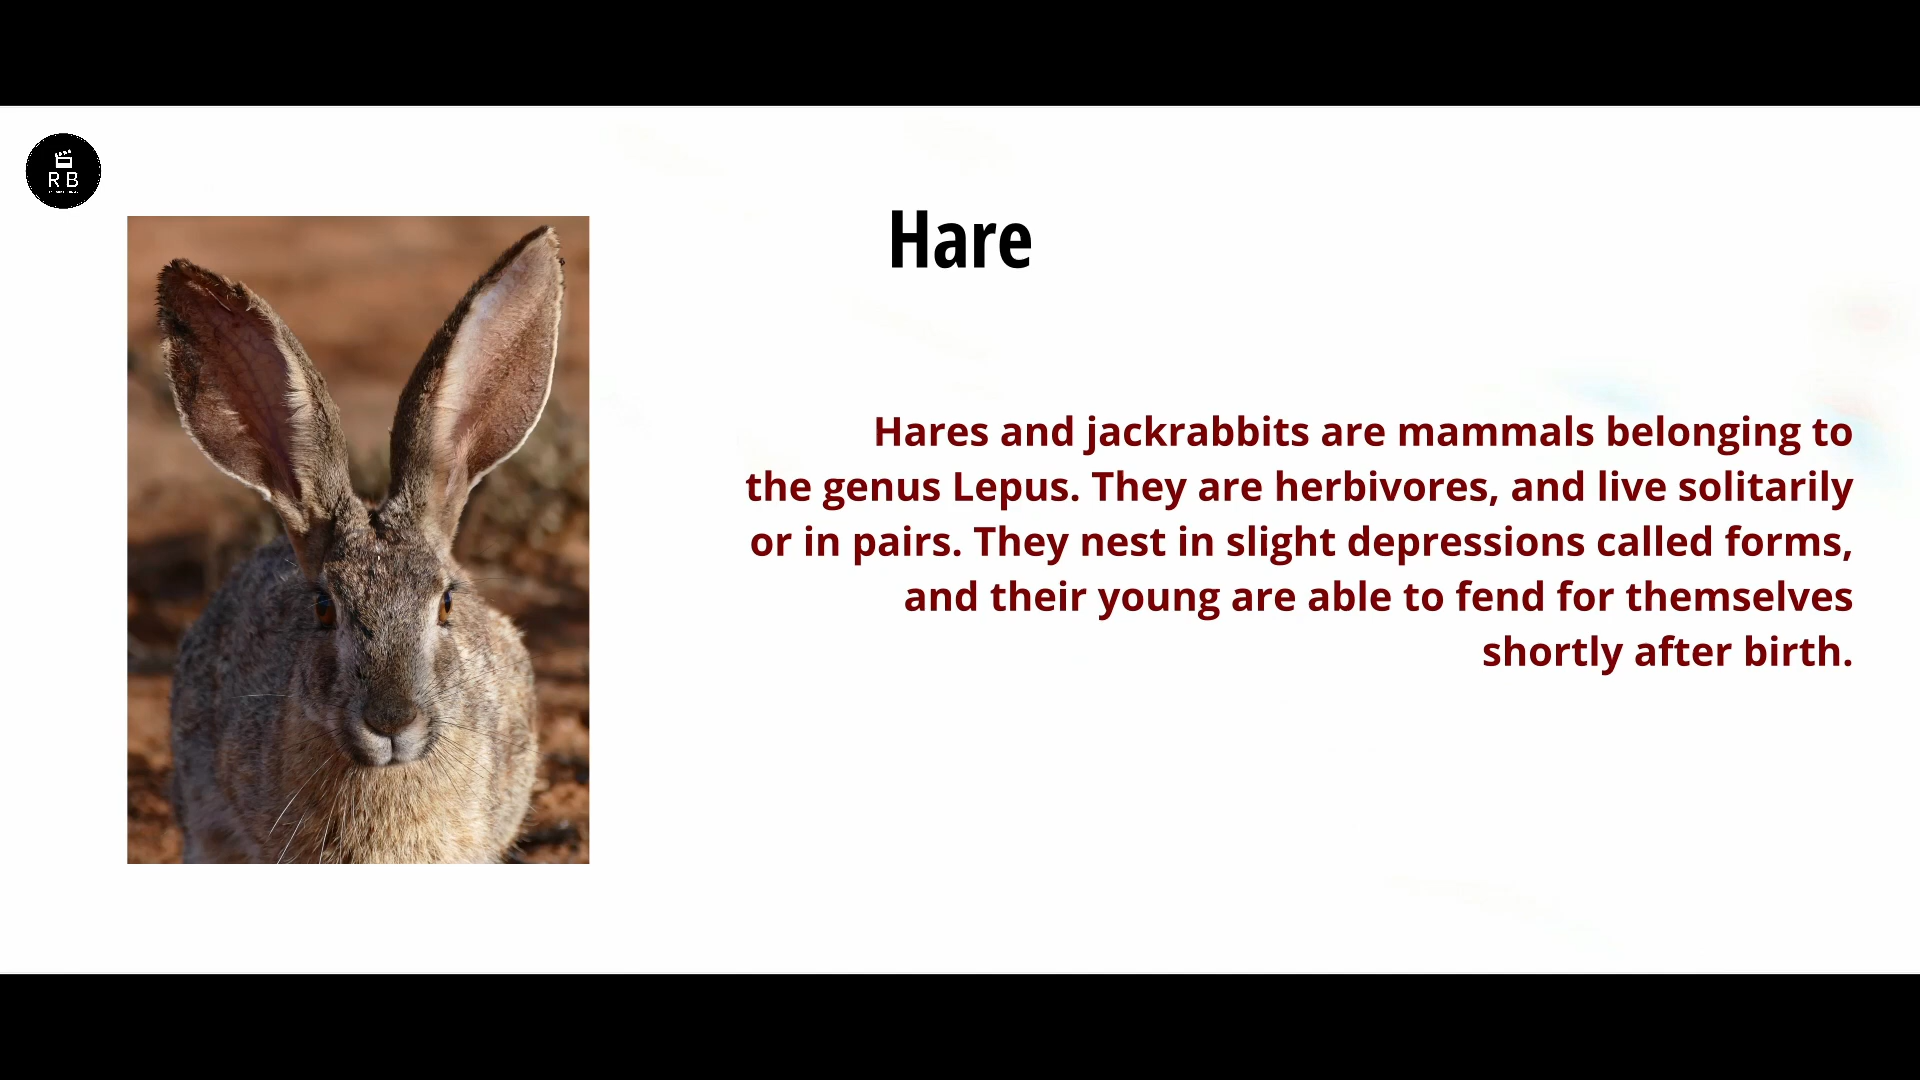 R B
Hare
Hares and jackrabbits are mammals belonging to
the genus Lepus. They are herbivores, and live solitarily
or in pairs. They nest in slight depressions called forms,
and their young are able to fend for themselves
shortly after birth.